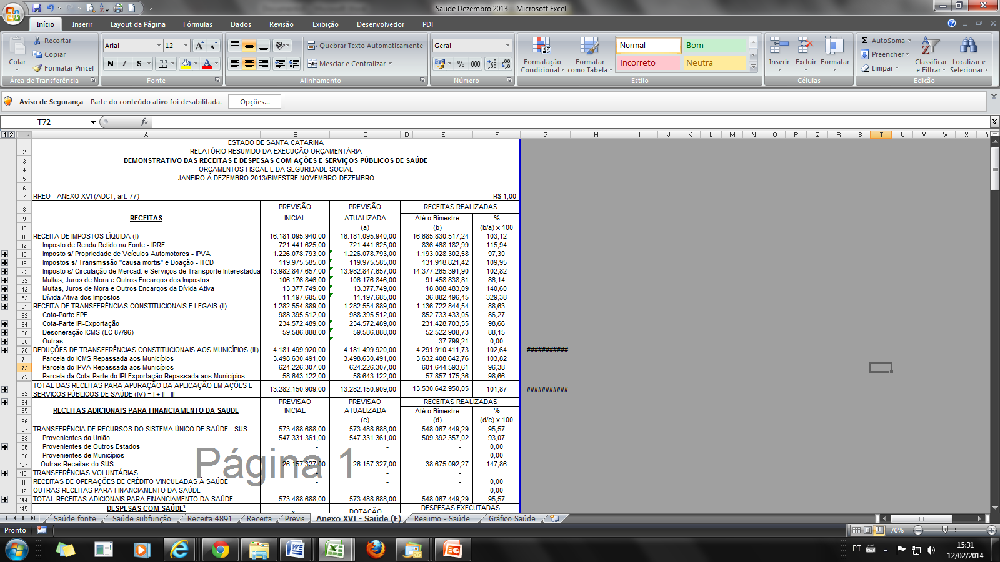 Saude Dezembro 2013 - Microsoft Excel
Início Inserir Layout da Página Fórmulas Dados Revisão Exibição Desenvolvedor PDF
Colar Recortar Copiar Formatar Pincel
Área de Transferência
Arial 12
N I S
Fonte
Quebrar Texto Automaticamente
Mesclar e Centralizar
Alinhamento
Geral
% 000
Número
Formatação Condicional Formatar como Tabela
Normal Bom
Incorreto Neutra
Estilo
Inserir Excluir Formatar
Células
AutoSoma Preencher Limpar
Classificar e Filtrar Localizar e Selecionar
Edição
Aviso de Segurança Parte do conteúdo ativo foi desabilitada. Opções...
T72 fx
1 2 A B C D E F G H I J K L M N O P Q R S T U V W X Y
1 ESTADO DE SANTA CATARINA
2 RELATÓRIO RESUMIDO DA EXECUÇÃO ORÇAMENTÁRIA
3 DEMONSTRATIVO DAS RECEITAS E DESPESAS COM AÇÕES E SERVIÇOS PÚBLICOS DE SAÚDE
4 ORÇAMENTOS FISCAL E DA SEGURIDADE SOCIAL
5 JANEIRO A DEZEMBRO 2013/BIMESTRE NOVEMBRO-DEZEMBRO
6
7 RREO - ANEXO XVI (ADCT, art. 77) R$ 1,00
8 PREVISÃO PREVISÃO RECEITAS REALIZADAS
9 RECEITAS INICIAL ATUALIZADA Até o Bimestre %
10 (a) (b) (b/a) x 100
11 RECEITA DE IMPOSTOS LÍQUIDA (I) 16.181.095.940,00 16.181.095.940,00 16.685.830.517,24 103,12
12 Imposto de Renda Retido na Fonte - IRRF 721.441.625,00 721.441.625,00 836.468.182,99 115,94
15 Imposto s/ Propriedade de Veículos Automotores - IPVA 1.226.078.793,00 1.226.078.793,00 1.193.028.302,58 97,30
19 Impostos s/ Transmissão "causa mortis" e Doação - ITCD 119.975.585,00 119.975.585,00 131.918.821,42 109,95
23 Imposto s/ Circulação de Mercad. e Serviços de Transporte Interestadua 13.982.847.657,00 13.982.847.657,00 14.377.265.391,90 102,82
32 Multas, Juros de Mora e Outros Encargos dos Impostos 106.176.846,00 106.176.846,00 91.458.838,81 86,14
42 Multas, Juros de Mora e Outros Encargos da Dívida Ativa 13.377.749,00 13.377.749,00 18.808.483,09 140,60
52 Dívida Ativa dos Impostos 11.197.685,00 11.197.685,00 36.882.496,45 329,38
61 RECEITA DE TRANSFERÊNCIAS CONSTITUCIONAIS E LEGAIS (II) 1.282.554.889,00 1.282.554.889,00 1.136.722.844,54 88,63
62 Cota-Parte FPE 988.395.512,00 988.395.512,00 852.733.433,05 86,27
64 Cota-Parte IPI-Exportação 234.572.489,00 234.572.489,00 231.428.703,55 98,66
66 Desoneração ICMS (LC 87/96) 59.586.888,00 59.586.888,00 52.522.908,73 88,15
68 Outras - - 37.799,21 0,00
70 DEDUÇÕES DE TRANSFERÊNCIAS CONSTITUCIONAIS AOS MUNICÍPIOS (III) 4.181.499.920,00 4.181.499.920,00 4.291.910.411,73 102,64 ###########
71 Parcela do ICMS Repassada aos Municípios 3.498.630.491,00 3.498.630.491,00 3.632.408.642,76 103,82
72 Parcela do IPVA Repassada aos Municípios 624.226.307,00 624.226.307,00 601.644.593,61 96,38
73 Parcela da Cota-Parte do IPI-Exportação Repassada aos Municípios 58.643.122,00 58.643.122,00 57.857.175,36 98,66
TOTAL DAS RECEITAS PARA APURAÇÃO DA APLICAÇÃO EM AÇÕES E
92 SERVIÇOS PÚBLICOS DE SAÚDE (IV) = I + II - III 13.282.150.909,00 13.282.150.909,00 13.530.642.950,05 101,87 ###########
94 PREVISÃO PREVISÃO RECEITAS REALIZADAS
95 RECEITAS ADICIONAIS PARA FINANCIAMENTO DA SAÚDE INICIAL ATUALIZADA Até o Bimestre %
96 (c) (d) (d/c) x 100
97 TRANSFERÊNCIA DE RECURSOS DO SISTEMA ÚNICO DE SAÚDE - SUS 573.488.688,00 573.488.688,00 548.067.449,29 95,57
98 Provenientes da União 547.331.361,00 547.331.361,00 509.392.357,02 93,07
105 Provenientes de Outros Estados - - - 0,00
106 Provenientes de Municípios - - - 0,00
107 Outras Receitas do SUS 26.157.327,00 26.157.327,00 38.675.092,27 147,86
110 TRANSFERÊNCIAS VOLUNTÁRIAS - - -
111 RECEITAS DE OPERAÇÕES DE CRÉDITO VINCULADAS À SAÚDE - - - 0,00
112 OUTRAS RECEITAS PARA FINANCIAMENTO DA SAÚDE - - - 0,00
144 TOTAL RECEITAS ADICIONAIS PARA FINANCIAMENTO DA SAÚDE 573.488.688,00 573.488.688,00 548.067.449,29 95,57
145 DESPESAS COM SAÚDE¹ DOTAÇÃO DESPESAS EXECUTADAS
Página 1
Saúde fonte Saúde subfunção Receita 4891 Receita Previs Anexo XVI - Saúde (E) Resumo - Saúde Gráfico Saúde
Pronto 70%
PT 15:31
12/02/2014